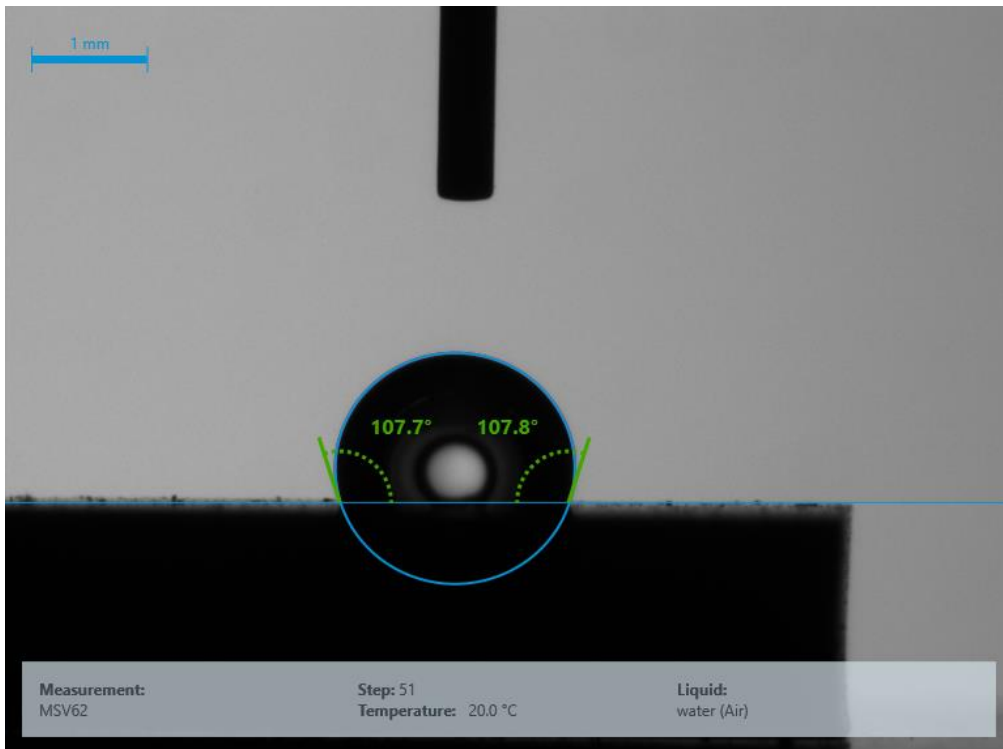 1 mm
107.7° 107.8°
Measurement: Step: 51 Liquid:
MSV62 Temperature: 20.0 °C water (Air)